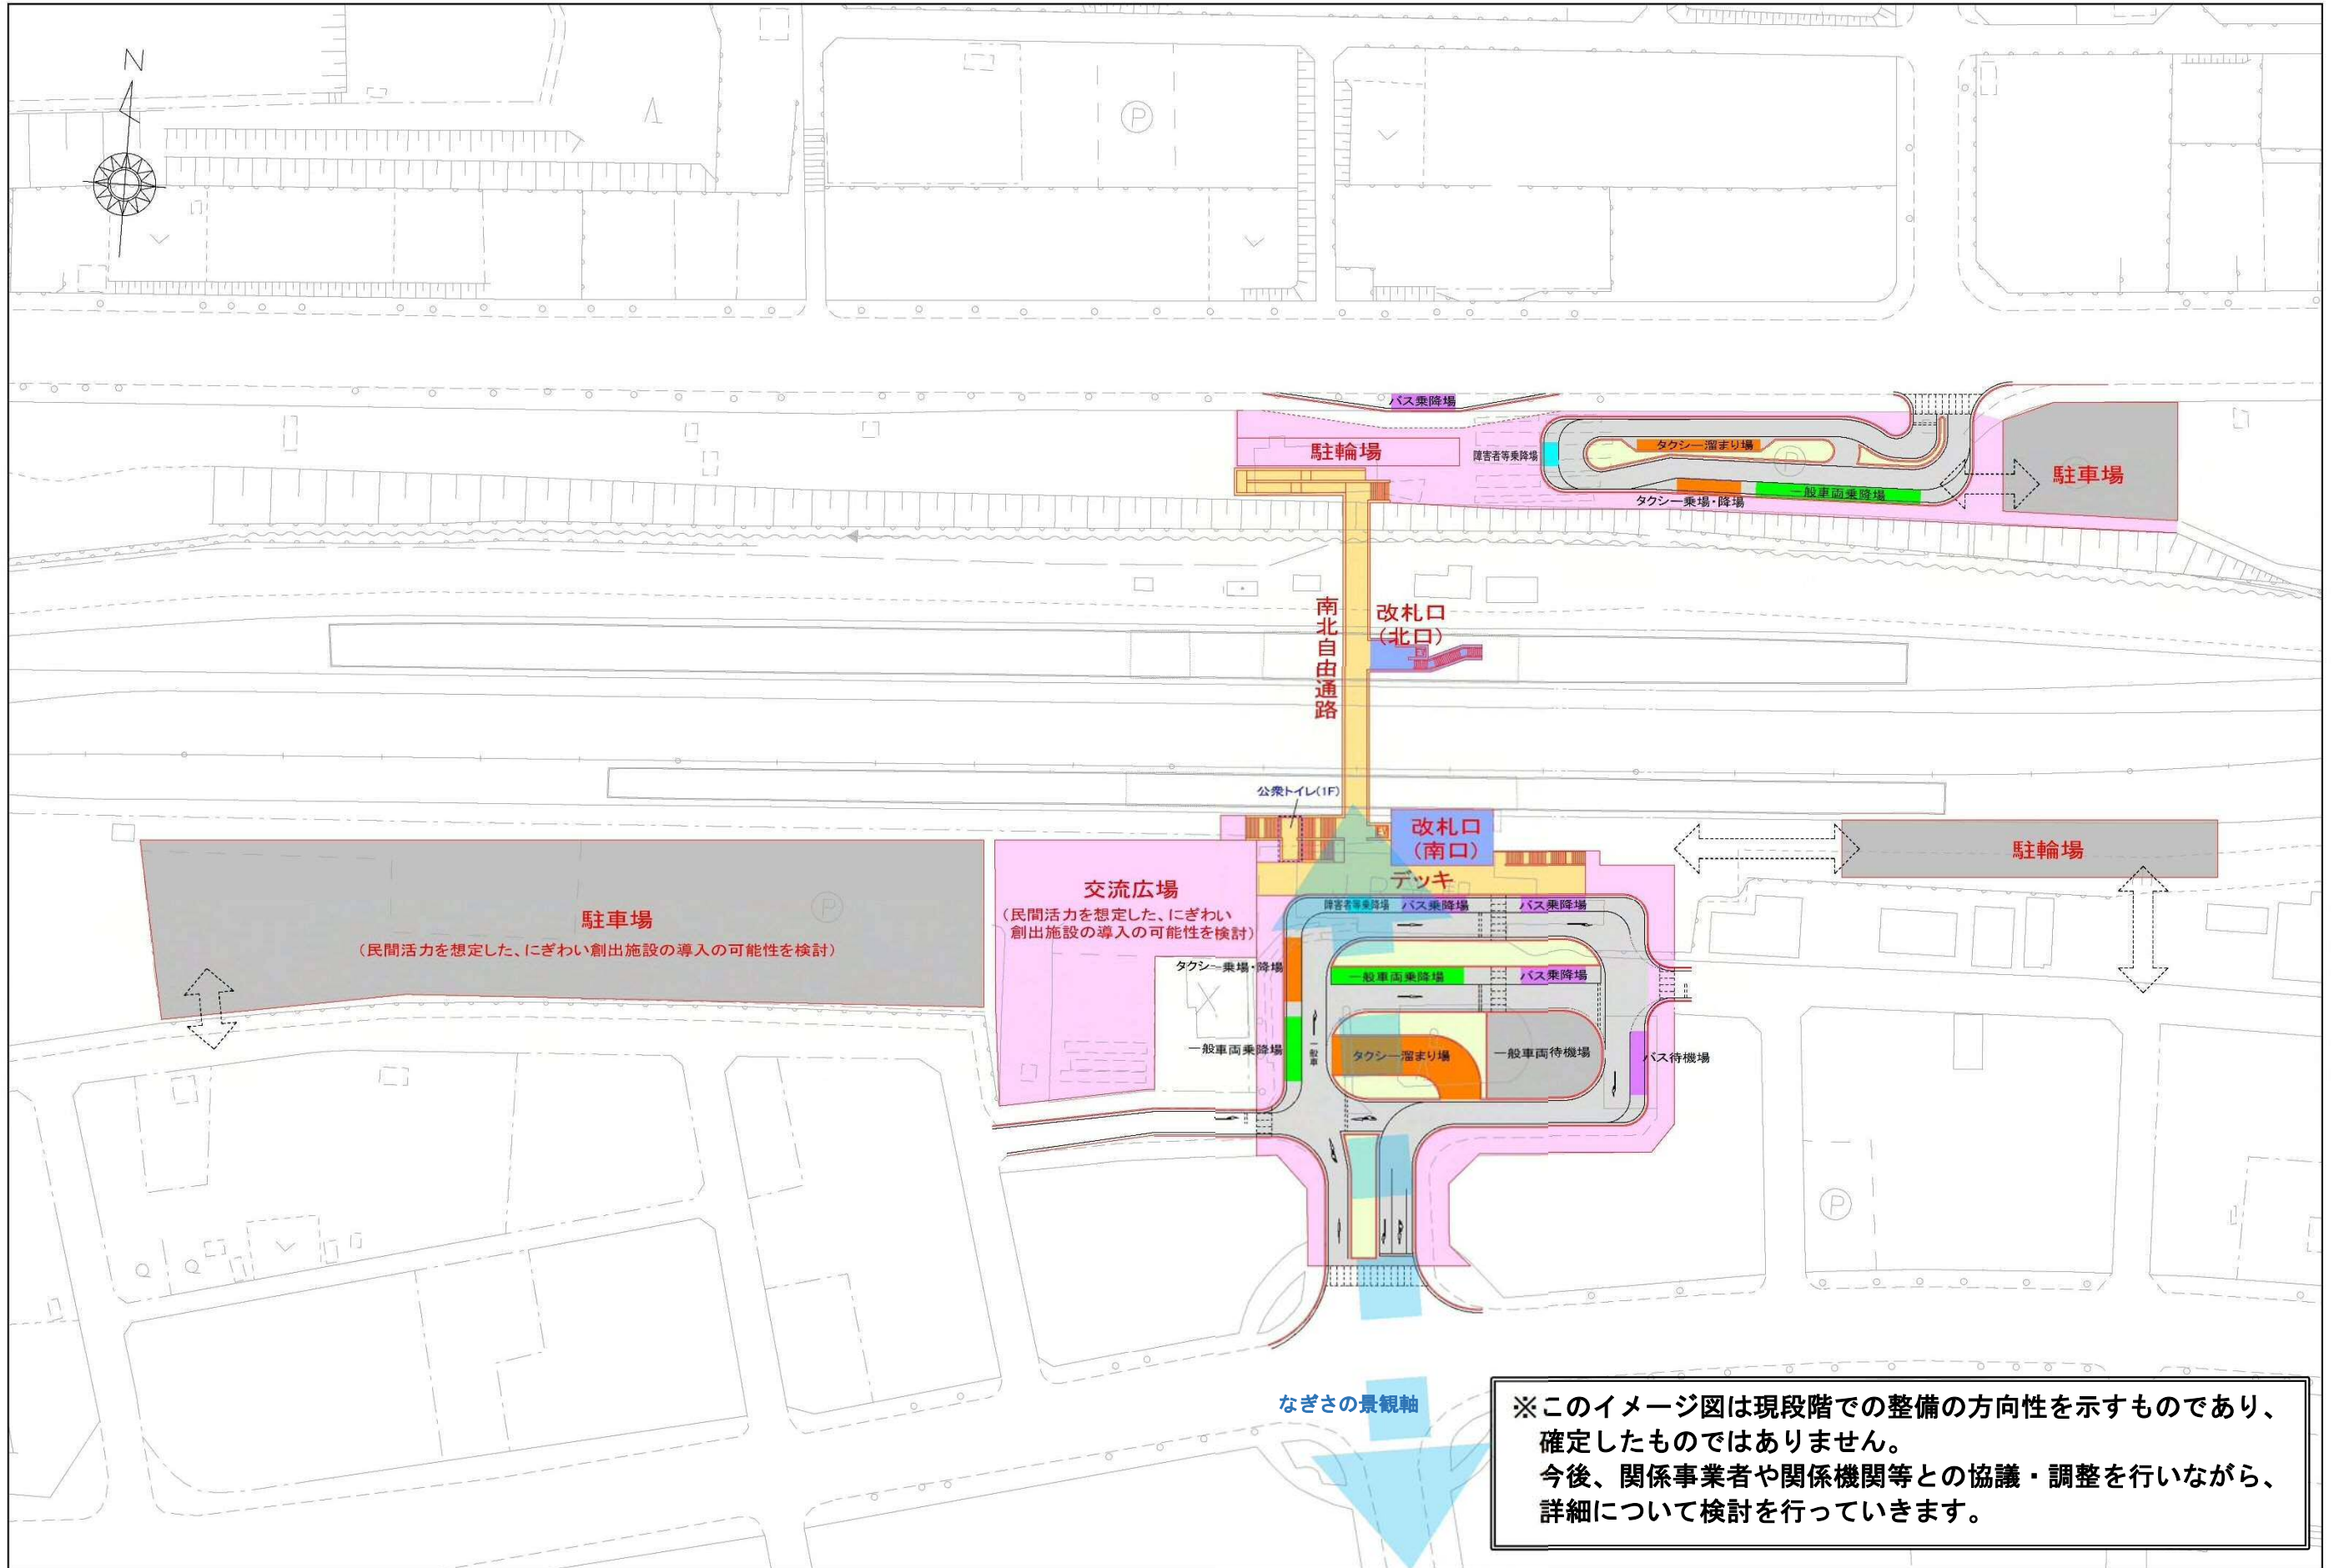 N
P
バス乗降場
駐輪場
障害者等乗降場
タクシー溜まり場
P
駐車場
一般車両乗降場
タクシー乗場・降場
南北自由通路
改札口
(北口)
公衆トイレ(1F)
改札口
(南口)
駐輪場
デッキ
交流広場
(民間活力を想定した、にぎわい
創出施設の導入の可能性を検討)
駐車場
(民間活力を想定した、にぎわい創出施設の導入の可能性を検討)
P
障害者等乗降場
バス乗降場
バス乗降場
タクシー乗場・降場
一般車両乗降場
バス乗降場
一般車両乗降場
一般車
タクシー溜まり場
一般車両待機場
バス待機場
P
なぎさの景観軸
※このイメージ図は現段階での整備の方向性を示すものであり、
確定したものではありません。
今後、関係事業者や関係機関等との協議・調整を行いながら、
詳細について検討を行っていきます。